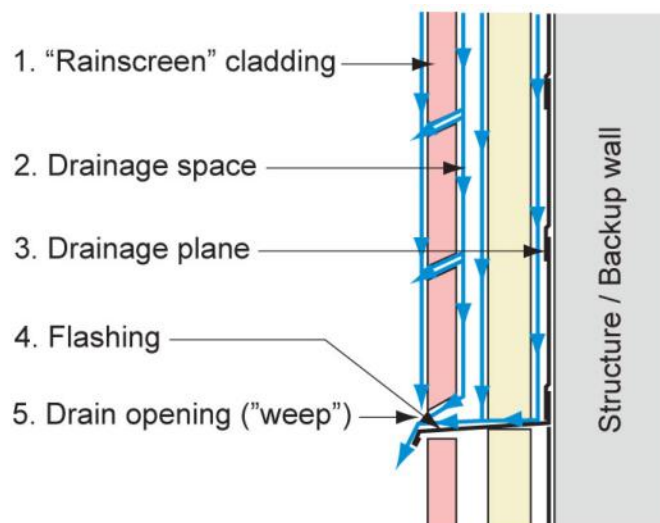 1. “Rainscreen” cladding
2. Drainage space
3. Drainage plane
4. Flashing
5. Drain opening (”weep”)
Structure / Backup wall